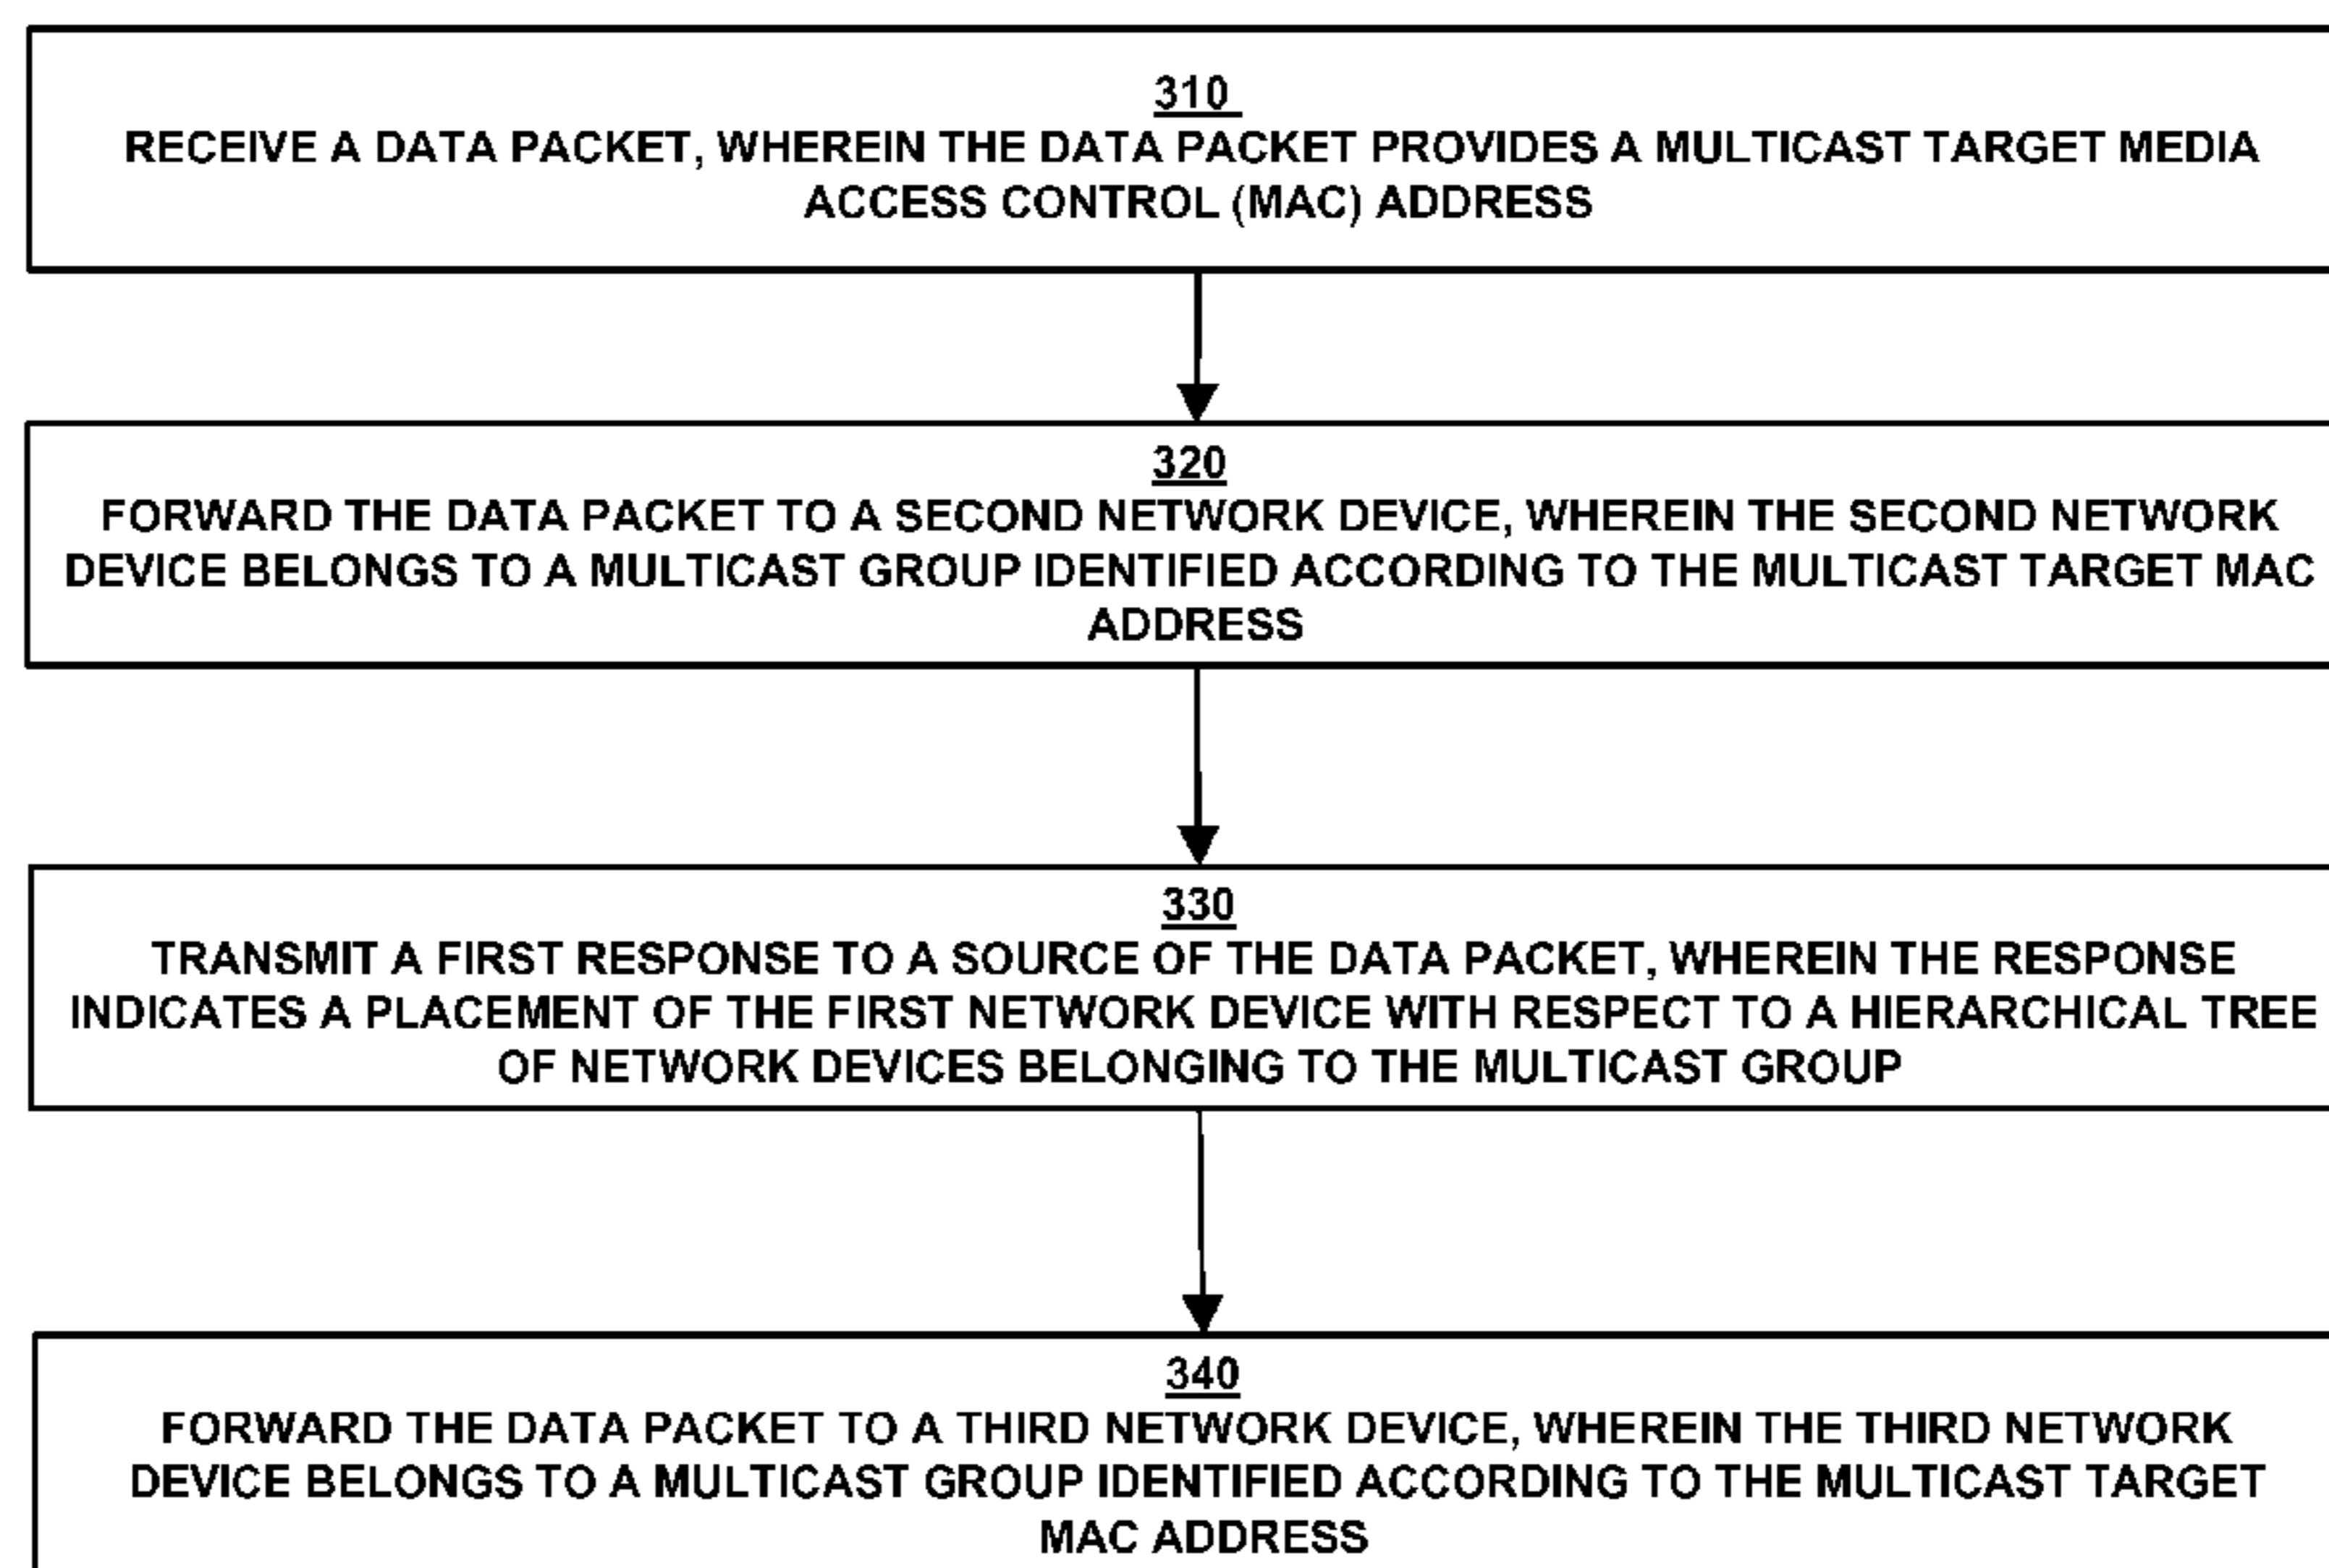 310
RECEIVE A DATA PACKET, WHEREIN THE DATA PACKET PROVIDES A MULTICAST TARGET MEDIA
ACCESS CONTROL (MAC) ADDRESS
320
FORWARD THE DATA PACKET TO A SECOND NETWORK DEVICE, WHEREIN THE SECOND NETWORK
DEVICE BELONGS TO A MULTICAST GROUP IDENTIFIED ACCORDING TO THE MULTICAST TARGET MAC
ADDRESS
330
TRANSMIT A FIRST RESPONSE TO A SOURCE OF THE DATA PACKET, WHEREIN THE RESPONSE
INDICATES A PLACEMENT OF THE FIRST NETWORK DEVICE WITH RESPECT TO A HIERARCHICAL TREE
OF NETWORK DEVICES BELONGING TO THE MULTICAST GROUP
340
FORWARD THE DATA PACKET TO A THIRD NETWORK DEVICE, WHEREIN THE THIRD NETWORK
DEVICE BELONGS TO A MULTICAST GROUP IDENTIFIED ACCORDING TO THE MULTICAST TARGET
MAC ADDRESS